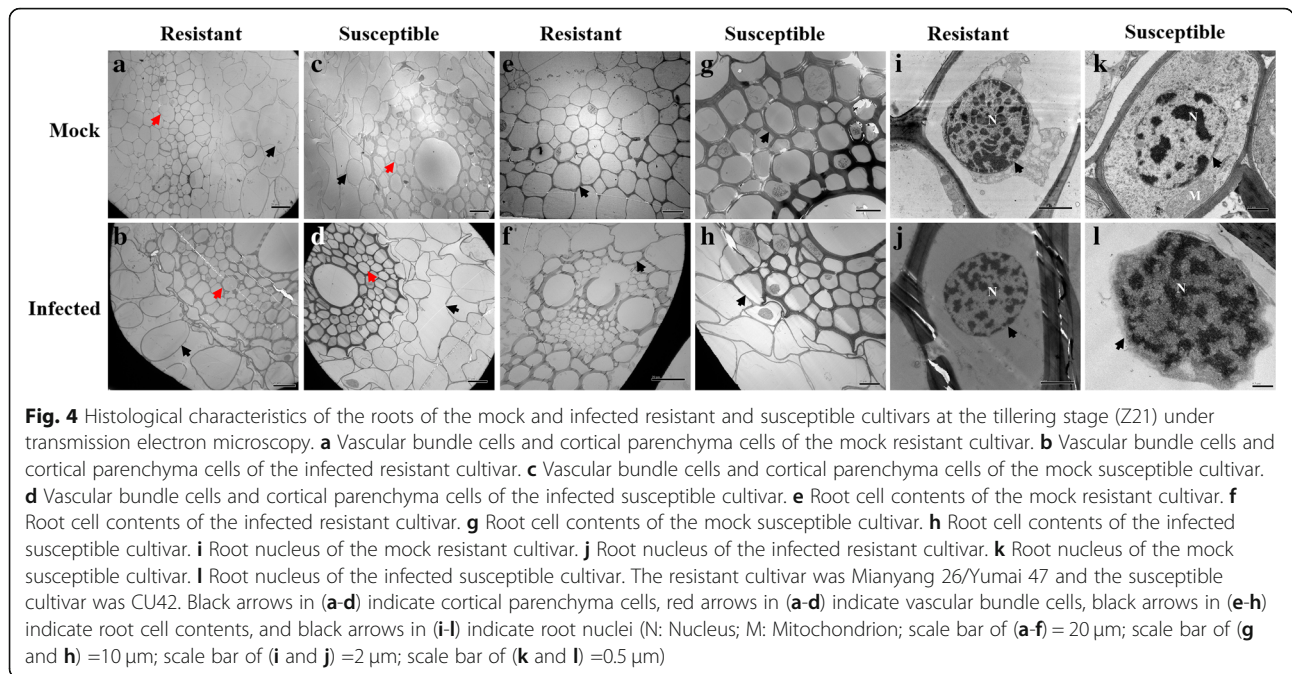 Resistant Susceptible Resistant Susceptible Resistant Susceptible
Mock
a c e g i k
N N
M
Infected
b d f h j l
N N
Fig. 4 Histological characteristics of the roots of the mock and infected resistant and susceptible cultivars at the tillering stage (Z21) under
transmission electron microscopy. a Vascular bundle cells and cortical parenchyma cells of the mock resistant cultivar. b Vascular bundle cells and
cortical parenchyma cells of the infected resistant cultivar. c Vascular bundle cells and cortical parenchyma cells of the mock susceptible cultivar.
d Vascular bundle cells and cortical parenchyma cells of the infected susceptible cultivar. e Root cell contents of the mock resistant cultivar. f
Root cell contents of the infected resistant cultivar. g Root cell contents of the mock susceptible cultivar. h Root cell contents of the infected
susceptible cultivar. i Root nucleus of the mock resistant cultivar. j Root nucleus of the infected resistant cultivar. k Root nucleus of the mock
susceptible cultivar. l Root nucleus of the infected susceptible cultivar. The resistant cultivar was Mianyang 26/Yumai 47 and the susceptible
cultivar was CU42. Black arrows in (a-d) indicate cortical parenchyma cells, red arrows in (a-d) indicate vascular bundle cells, black arrows in (e-h)
indicate root cell contents, and black arrows in (i-l) indicate root nuclei (N: Nucleus; M: Mitochondrion; scale bar of (a-f) = 20 μm; scale bar of (g
and h) =10 μm; scale bar of (i and j) =2 μm; scale bar of (k and l) =0.5 μm)